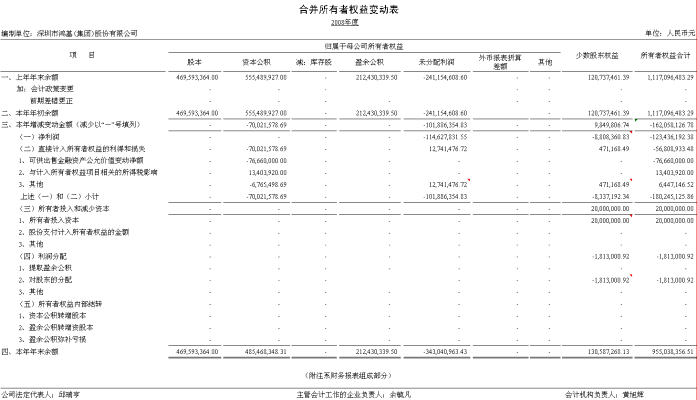 合并所有者权益变动表
2008年度
编制单位：深圳市鸿基(集团)股份有限公司 单位：人民币元
项 目 归属于母公司所有者权益 少数股东权益 所有者权益合计
股本 资本公积 减：库存股 盈余公积 未分配利润 外币报表折算差额 其他
一、上年年末余额 469,593,364.00 555,489,927.00 - 212,430,339.50 -241,154,608.60 - - 120,737,461.39 1,117,096,483.29
加：会计政策变更 - - - - - - - - -
前期差错更正 - - - - - - - -
二、本年年初余额 469,593,364.00 555,489,927.00 - 212,430,339.50 -241,154,608.60 - - 120,737,461.39 1,117,096,483.29
三、本年增减变动金额（减少以“-”号填列） - -70,021,578.69 - - -101,886,354.83 - - 9,849,806.74 -162,058,126.78
（一）净利润 - - - - -114,627,831.55 - - -8,808,360.83 -123,436,192.38
（二）直接计入所有者权益的利得和损失 - -70,021,578.69 - - 12,741,476.72 - - 471,168.49 -56,808,933.48
1、可供出售金融资产公允价值变动净额 - -76,660,000.00 - - - - - - -76,660,000.00
2、与计入所有者权益项目相关的所得税影响 - 13,403,920.00 - - - - - - 13,403,920.00
3、其他 - -6,765,498.69 - - 12,741,476.72 - - 471,168.49 6,447,146.52
上述（一）和（二）小计 - -70,021,578.69 - - -101,886,354.83 - - -8,337,192.34 -180,245,125.86
（三）所有者投入和减少资本 - - - - - - - 20,000,000.00 20,000,000.00
1、所有者投入资本 - - - - - - - 20,000,000.00 20,000,000.00
2、股份支付计入所有者权益的金额 - - - - - - - - -
3、其他 - - - - - - - - -
（四）利润分配 - - - - - - - -1,813,000.92 -1,813,000.92
1、提取盈余公积 - - - - - - - - -
2、对股东的分配 - - - - - - - -1,813,000.92 -1,813,000.92
3、其他 - - - - - - - - -
（五）所有者权益内部结转 - - - - - - - - -
1、资本公积转增股本 - - - - - - - - -
2、盈余公积转增资股本 - - - - - - - - -
3、盈余公积弥补亏损 - - - - - - - - -
四、本年年末余额 469,593,364.00 485,468,348.31 - 212,430,339.50 -343,040,963.43 - - 130,587,268.13 955,038,356.51
（附注系财务报表组成部分）
公司法定代表人：邱瑞亨 主管会计工作的企业负责人：余毓凡 会计机构负责人：黄旭辉